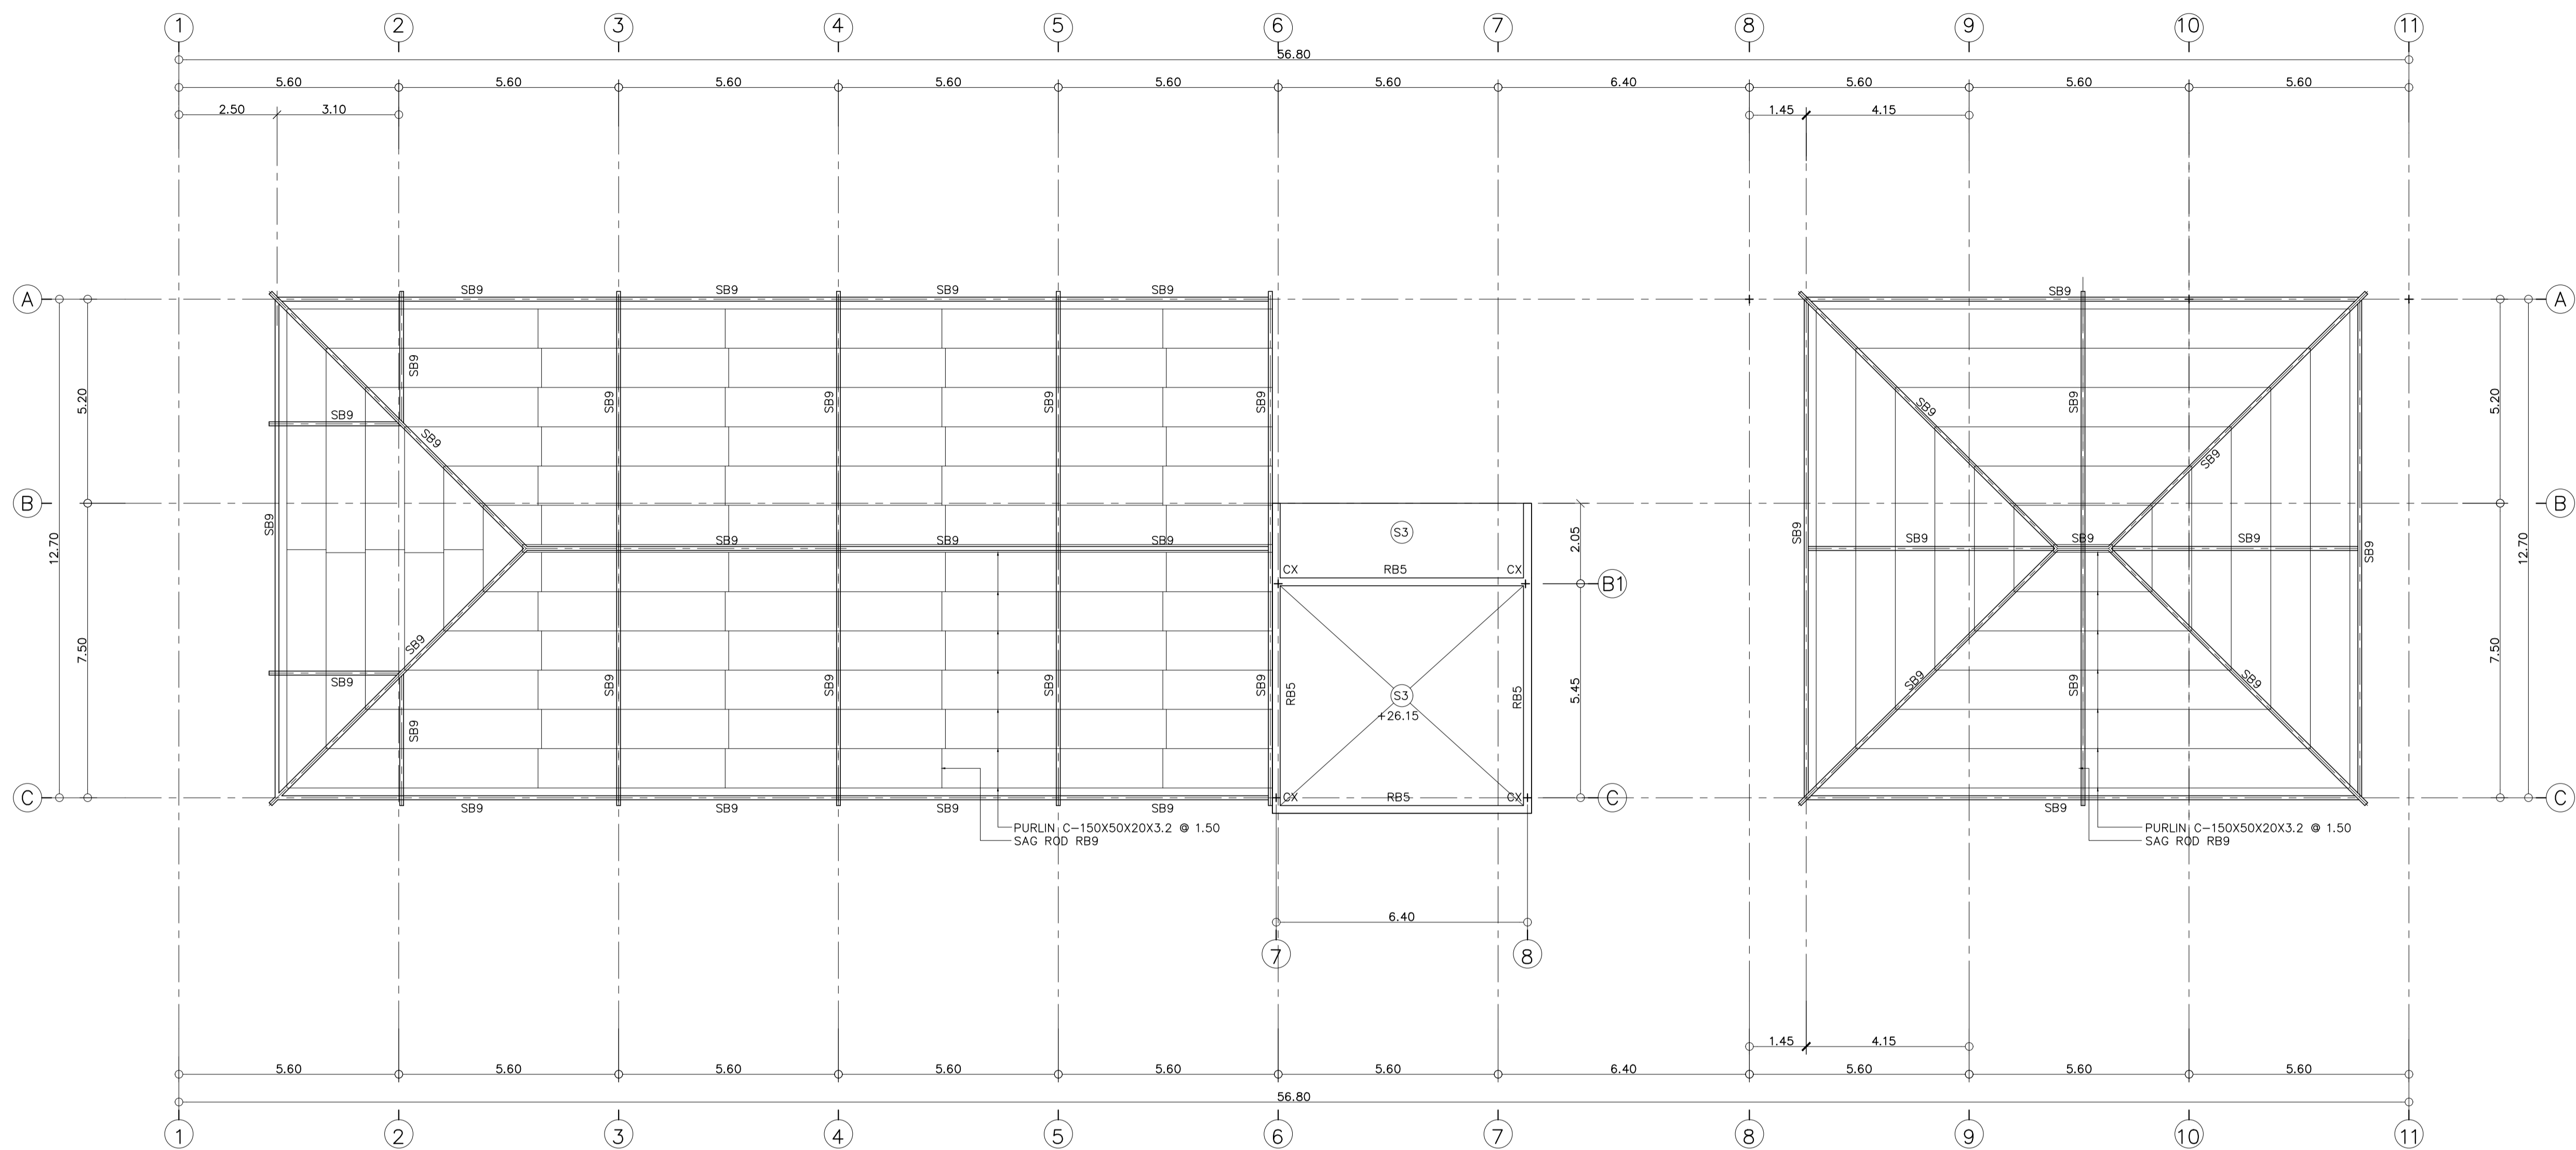 1 2 3 4 5 6 7 8 9 10 11
56.80
5.60 5.60 5.60 5.60 5.60 5.60 6.40 5.60 5.60 5.60
2.50 3.10 1.45 4.15
A SB9 SB9 SB9 SB9 SB9 A
SB9 SB9 SB9 SB9 SB9 SB9
5.20 5.20
SB9 SB9 SB9 SB9
B B
12.70 SB9 SB9 SB9 SB9 SB9 SB9 SB9 SB9 SB9 12.70
S3 2.05
CX RB5 CX B1
7.50 7.50
SB9 SB9 SB9 SB9
SB9 SB9 SB9 SB9 SB9 SB9 SB9
RB5 S3 RB5 5.45
+26.15
C CX RB5 CX C C
SB9 SB9 SB9 SB9 SB9
PURLIN C-150X50X20X3.2 @ 1.50
SAG ROD RB9
PURLIN C-150X50X20X3.2 @ 1.50
SAG ROD RB9
6.40
7 8
1.45 4.15
5.60 5.60 5.60 5.60 5.60 5.60 6.40 5.60 5.60 5.60
56.80
1 2 3 4 5 6 7 8 9 10 11